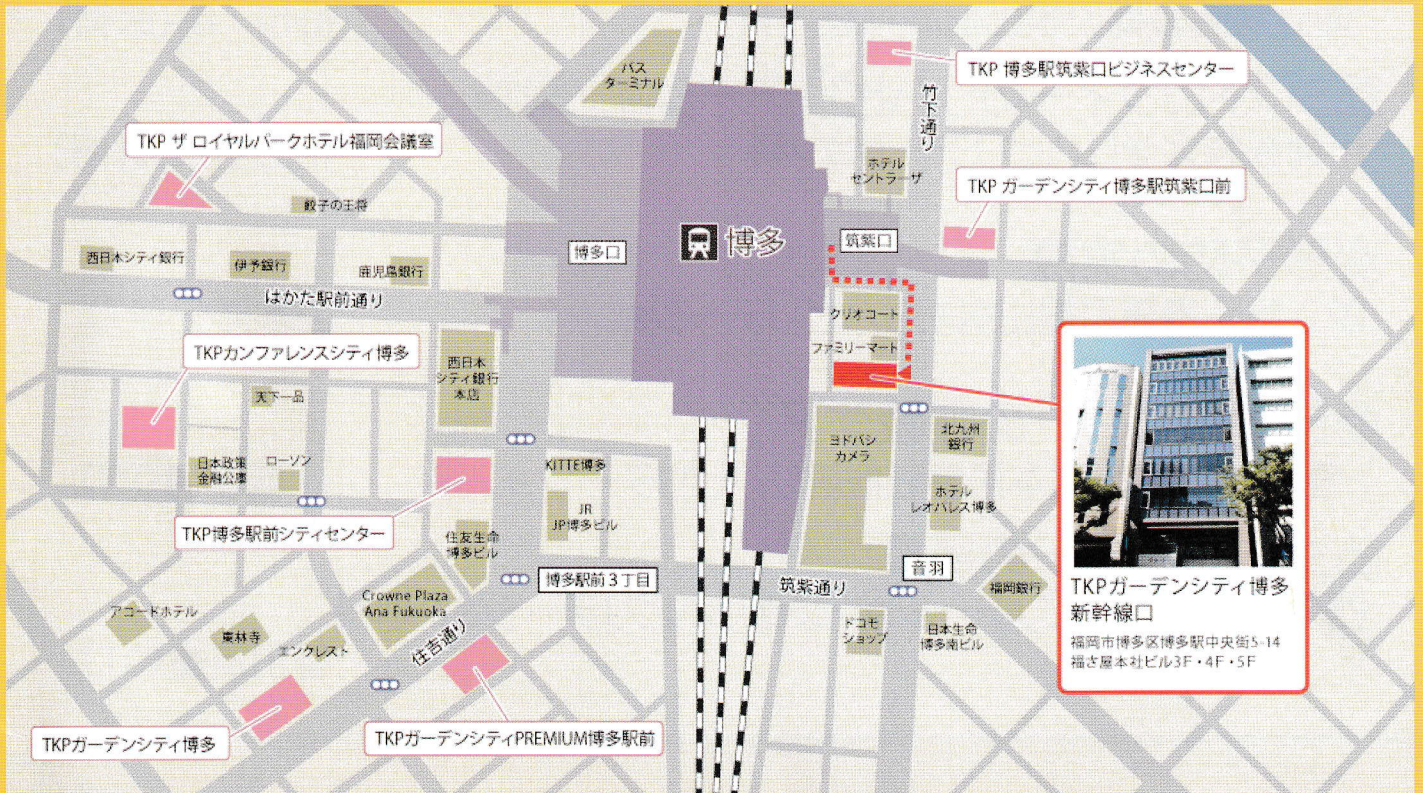 バス
ターミナル
TKP 博多駅筑紫口ビジネスセンター
竹下通り
TKP ザ ロイヤルパークホテル福岡会議室
ホテル
セントラーザ
TKP ガーデンシティ博多駅筑紫口前
餃子の王将
博多口
博多
筑紫口
西日本シティ銀行
伊予銀行
鹿児島銀行
はかた駅前通り
クリオコート
ファミリーマート
TKPカンファレンスシティ博多
西日本
シティ銀行
本店
天下一品
ヨドバシ
カメラ
北九州
銀行
日本政策
金融公庫
ローソン
KITTE博多
JR
JP博多ビル
ホテル
レオパレス博多
TKP博多駅前シティセンター
住友生命
博多ビル
博多駅前3丁目
筑紫通り
音羽
福岡銀行
Crowne Plaza
Ana Fukuoka
住吉通り
アコードホテル
東林寺
エンクレスト
ドコモ
ショップ
日本生命
博多南ビル
TKPガーデンシティ博多
TKPガーデンシティPREMIUM博多駅前
TKPガーデンシティ博多
新幹線口
福岡市博多区博多駅中央街5-14
福さ屋本社ビル3F・4F・5F